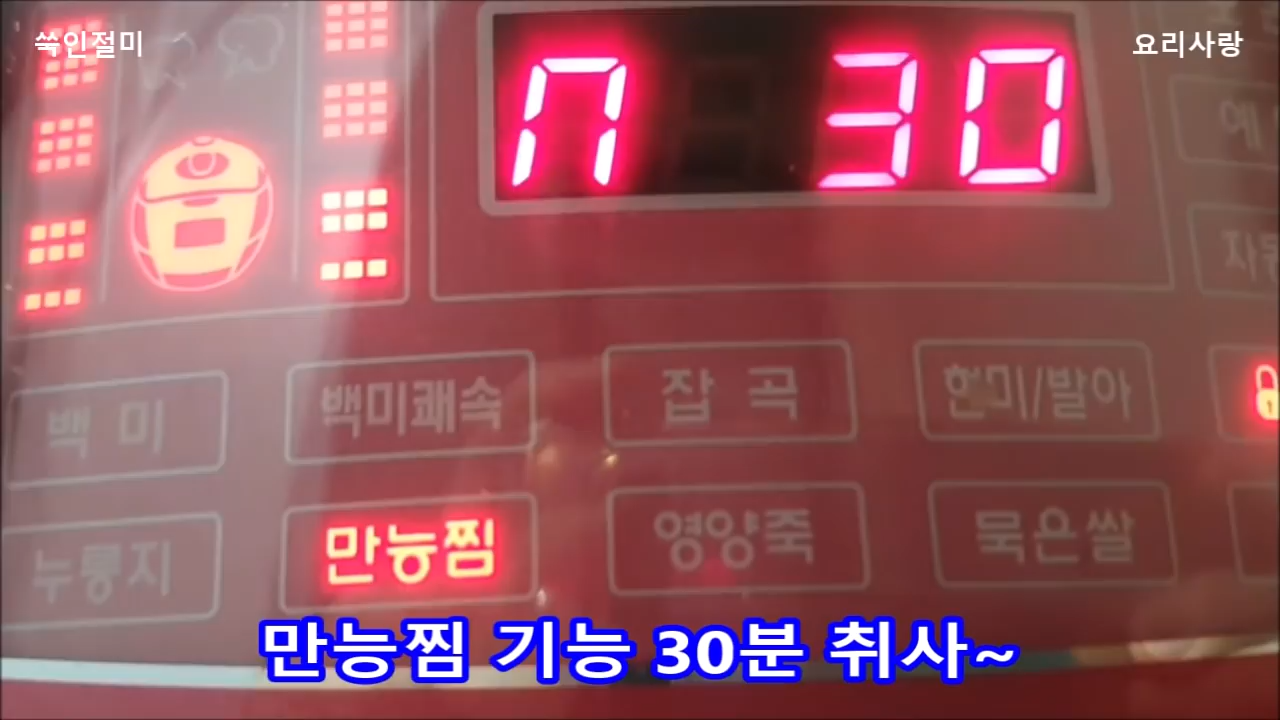 쑥인절미
요리사랑
П 30
백미 백미쾌속 잡곡 현미/발아
누룽지 만능찜 영양죽 묵은쌀
만능찜 기능 30분 취사~